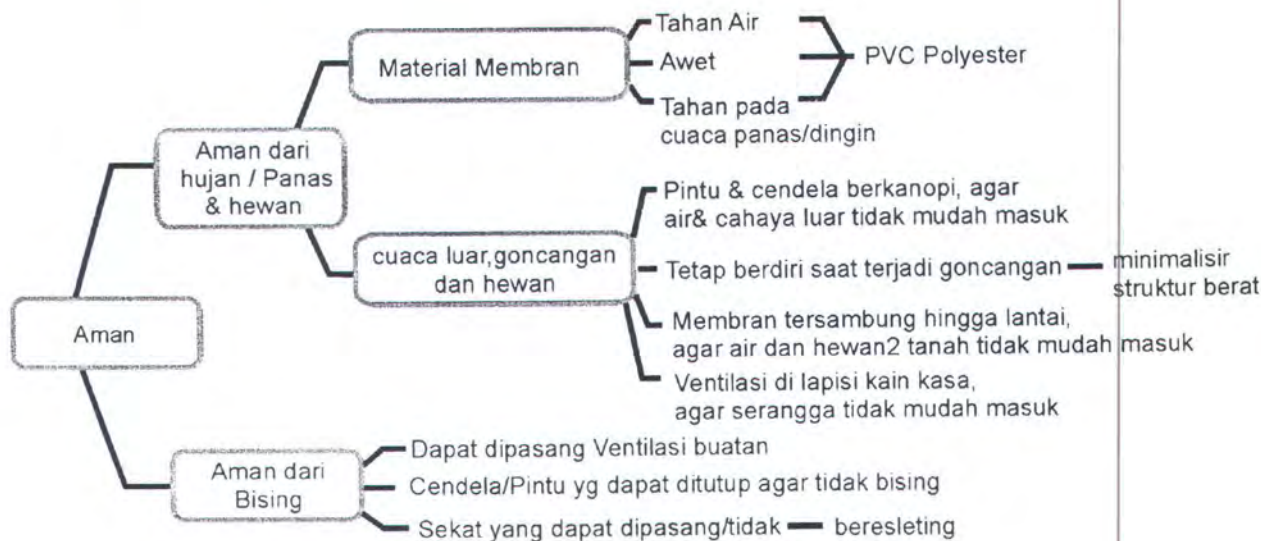 Aman
Aman dari
hujan / Panas
& hewan
Material Membran
Tahan Air
Awet
Tahan pada
cuaca panas/dingin
PVC Polyester
cuaca luar,goncangan
dan hewan
Pintu & cendela berkanopi, agar
air& cahaya luar tidak mudah masuk
Tetap berdiri saat terjadi goncangan
minimalisir
struktur berat
Membran tersambung hingga lantai,
agar air dan hewan2 tanah tidak mudah masuk
Ventilasi di lapisi kain kasa,
agar serangga tidak mudah masuk
Aman dari
Bising
Dapat dipasang Ventilasi buatan
Cendela/Pintu yg dapat ditutup agar tidak bising
Sekat yang dapat dipasang/tidak
beresleting